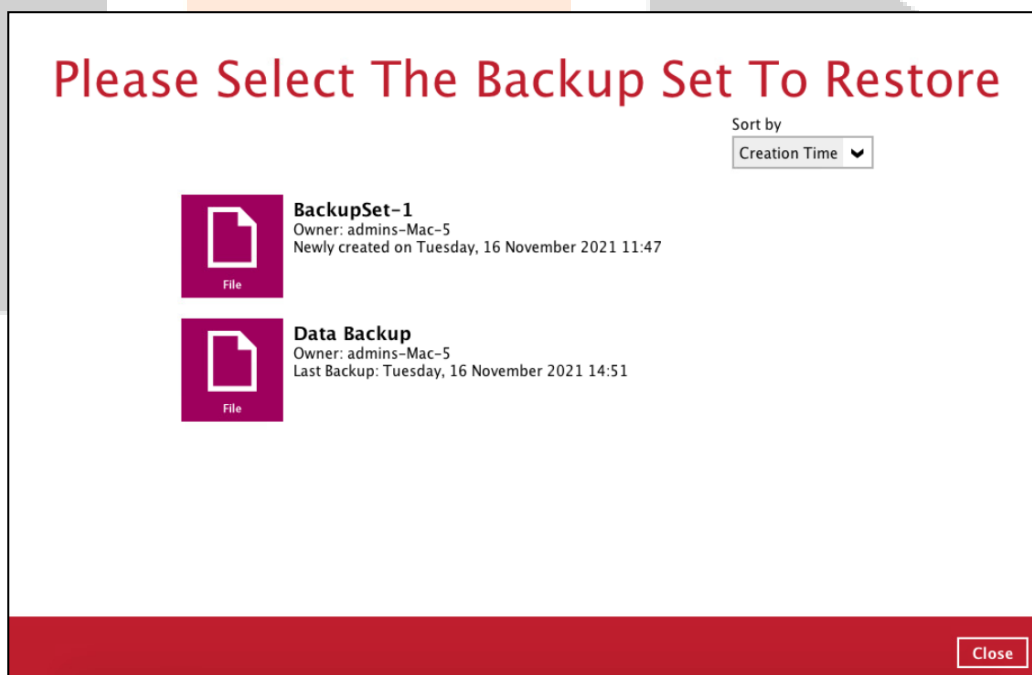 Please Select The Backup Set To Restore
Sort by
Creation Time
BackupSet-1
Owner: admins-Mac-5
Newly created on Tuesday, 16 November 2021 11:47
File
Data Backup
Owner: admins-Mac-5
Last Backup: Tuesday, 16 November 2021 14:51
File
Close